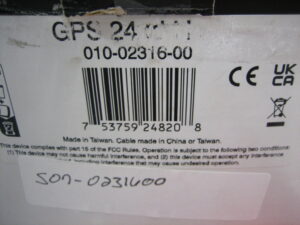 GPS 24
010-02316-00
CE UK CA
7 53759 24820 8
Made in Taiwan. Cable made in China or Taiwan.
This device complies with part 15 of the FCC Rules. Operation is subject to the following two conditions:
(1) This device may not cause harmful interference, and (2) this device must accept any interference
including interference that may cause undesired operation.
S07-0231600